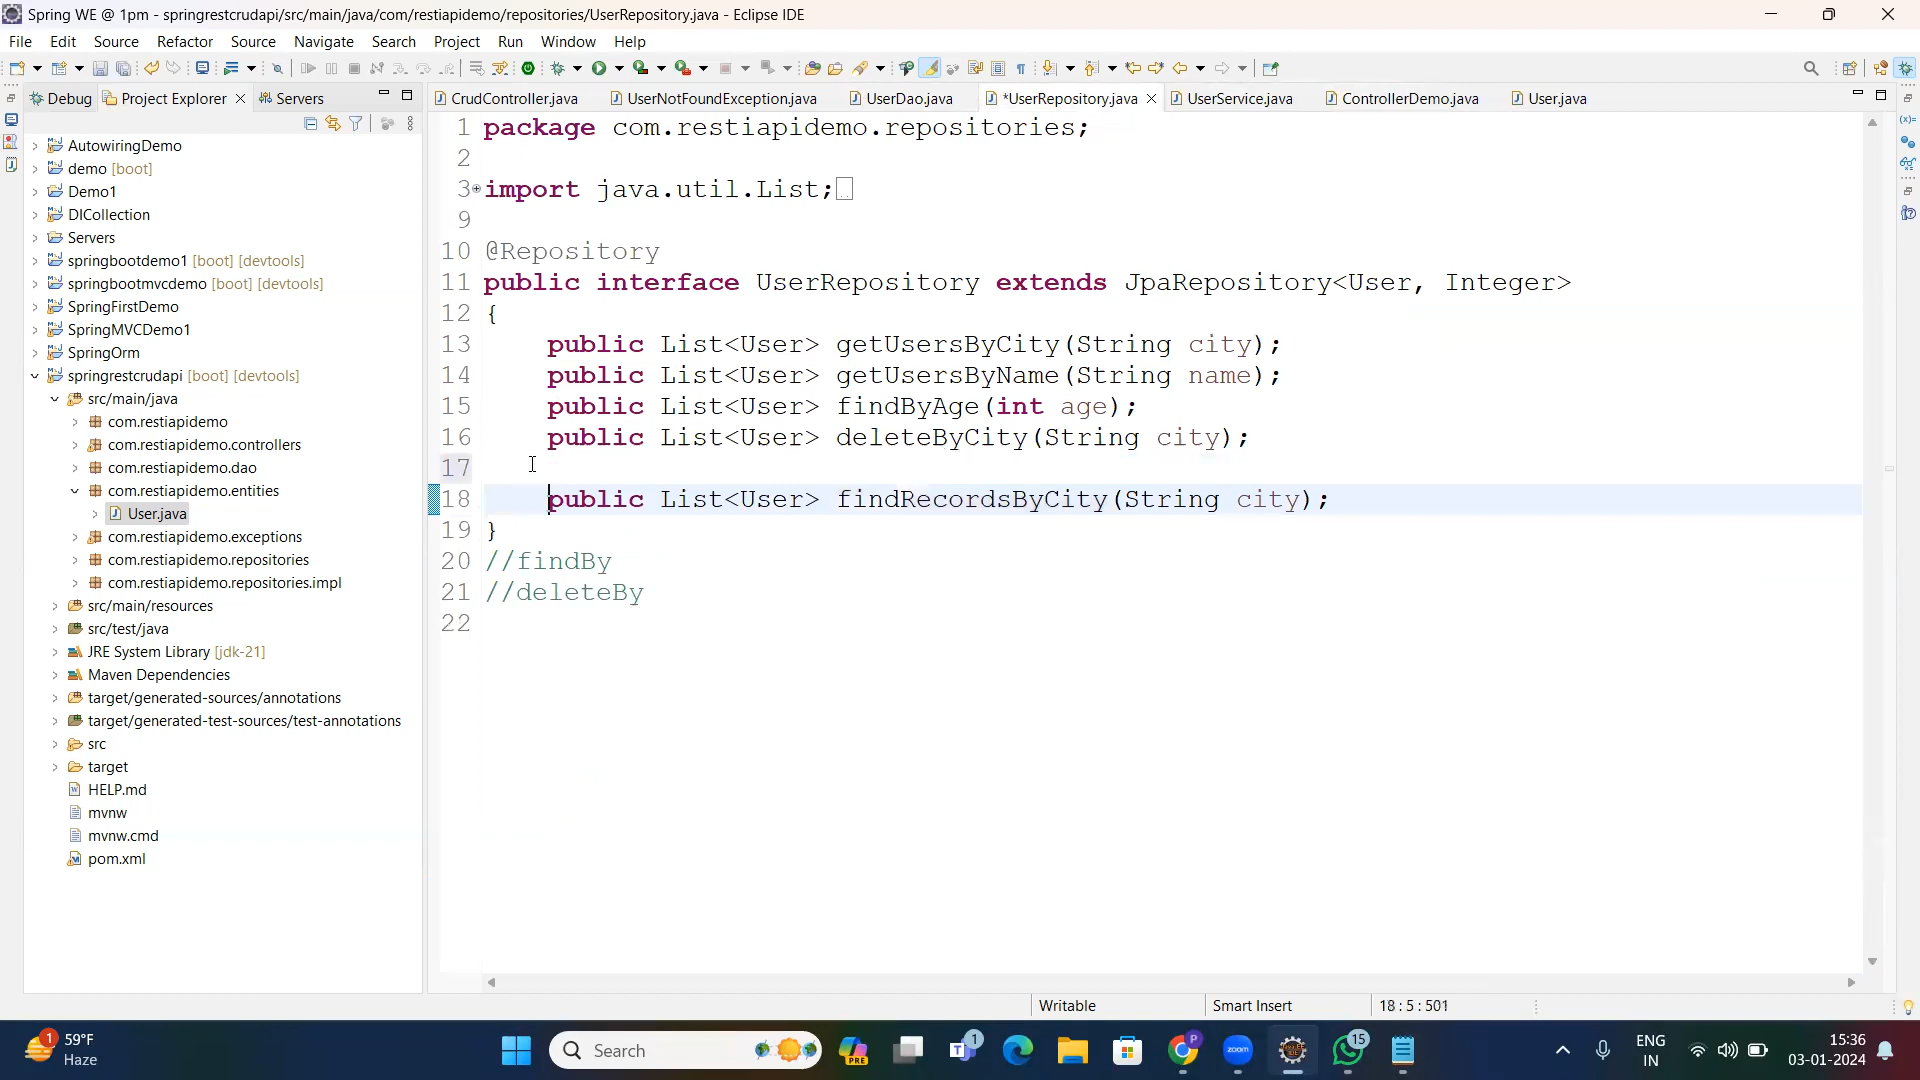 Spring WE @ 1pm - springrestcrudapi/src/main/java/com/restiapidemo/repositories/UserRepository.java - Eclipse IDE
File Edit Source Refactor Source Navigate Search Project Run Window Help
Debug Project Explorer Servers
CrudController.java UserNotFoundException.java UserDao.java *UserRepository.java UserService.java ControllerDemo.java User.java
AutowiringDemo
demo [boot]
Demo1
DICollection
Servers
springbootdemo1 [boot] [devtools]
springbootmvcdemo [boot] [devtools]
SpringFirstDemo
SpringMVCDemo1
SpringOrm
springrestcrudapi [boot] [devtools]
src/main/java
com.restiapidemo
com.restiapidemo.controllers
com.restiapidemo.dao
com.restiapidemo.entities
User.java
com.restiapidemo.exceptions
com.restiapidemo.repositories
com.restiapidemo.repositories.impl
src/main/resources
src/test/java
JRE System Library [jdk-21]
Maven Dependencies
target/generated-sources/annotations
target/generated-test-sources/test-annotations
src
target
HELP.md
mvnw
mvnw.cmd
pom.xml
1 package com.restiapidemo.repositories;
2
3 import java.util.List;
9
10 @Repository
11 public interface UserRepository extends JpaRepository<User, Integer>
12 {
13 public List<User> getUsersByCity(String city);
14 public List<User> getUsersByName(String name);
15 public List<User> findByAge(int age);
16 public List<User> deleteByCity(String city);
17
18 public List<User> findRecordsByCity(String city);
19 }
20 //findBy
21 //deleteBy
22
Writable Smart Insert 18 : 5 : 501
1 59°F
Haze
Search
PRE
1
zoom
15
ENG
IN
15:36
03-01-2024